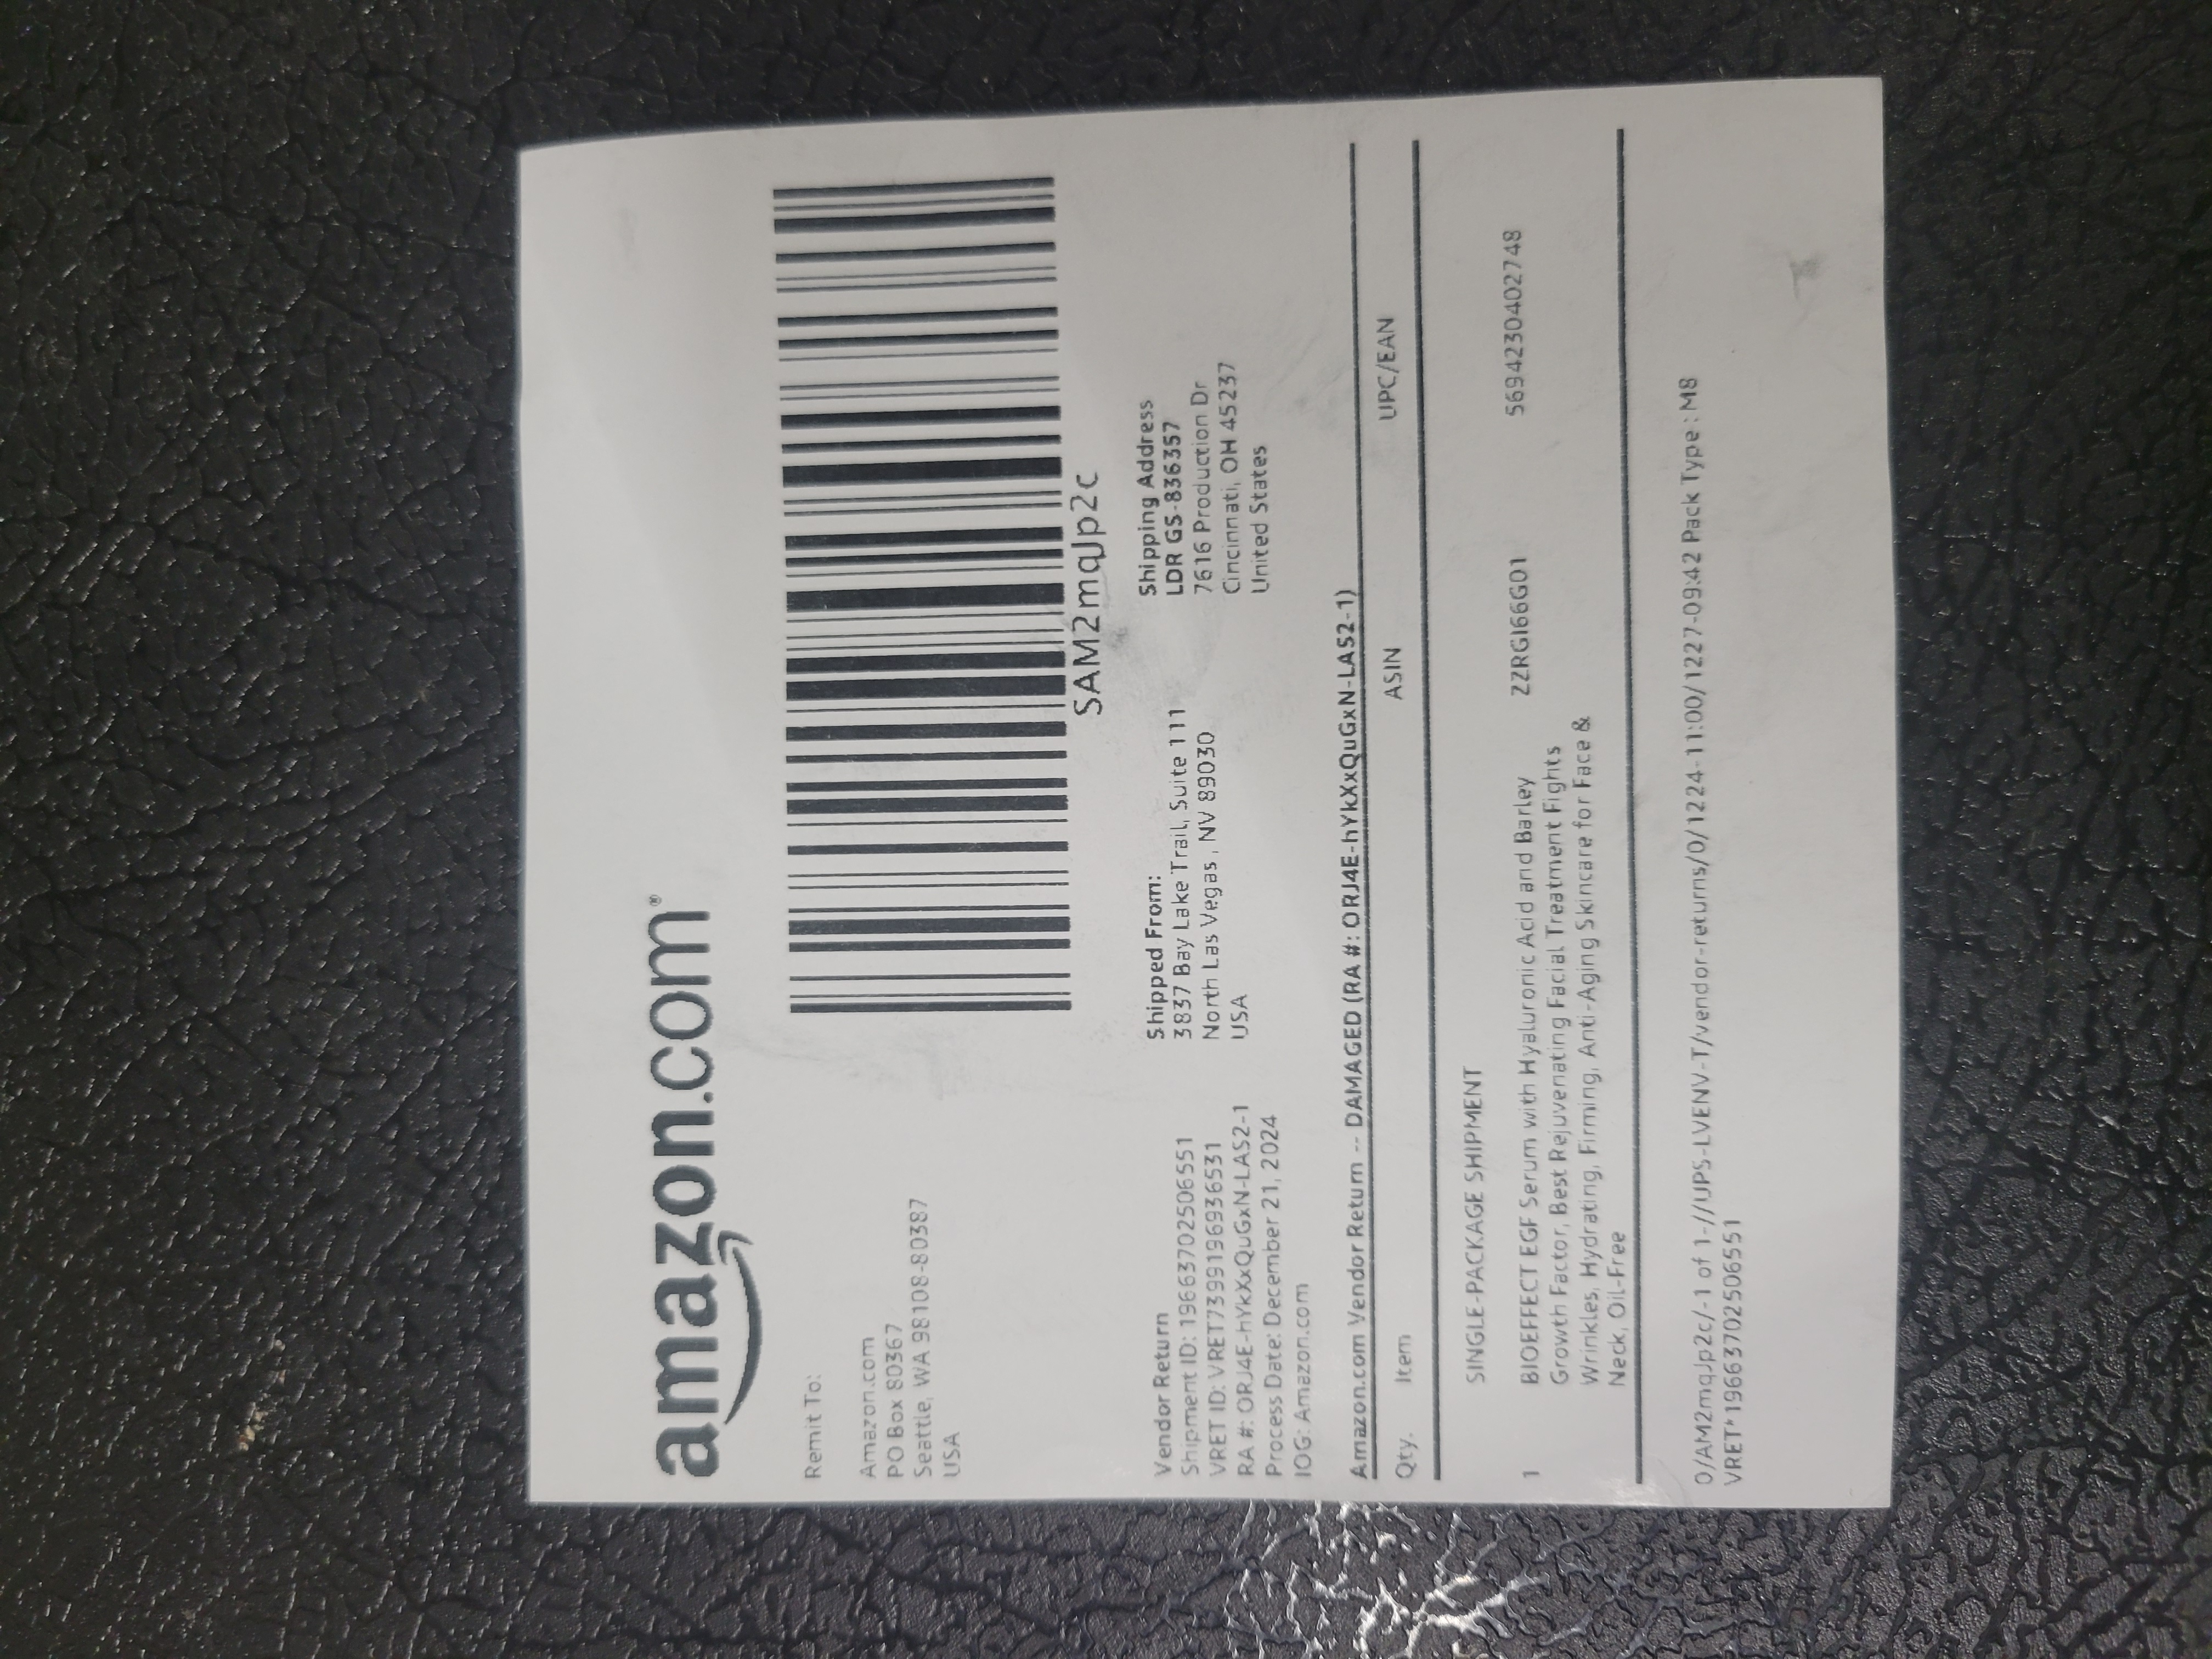 amazon.com®
Remit To:
Amazon.com
PO Box 80367
Seattle, WA 98108-80387
USA
SAM2mqJp2c
Vendor Return
Shipment ID: 19663702506551
VRET ID: VRET73991969936531
RA #: ORJ4E-hYkXxQuGxN-LAS2-1
Process Date: December 21, 2024
IOG: Amazon.com
Shipped From:
3837 Bay Lake Trail, Suite 111
North Las Vegas , NV 89030
USA
Shipping Address
LDR GS-836357
7616 Production Dr
Cincinnati, OH 45237
United States
Amazon.com Vendor Return -- DAMAGED (RA #: ORJ4E-hYkXxQuGxN-LAS2-1)
Qty. Item ASIN UPC/EAN
SINGLE-PACKAGE SHIPMENT
1 BIOEFFECT EGF Serum with Hyaluronic Acid and Barley ZZRGI66G01 5694230402748
Growth Factor, Best Rejuvenating Facial Treatment Fights
Wrinkles, Hydrating, Firming, Anti-Aging Skincare for Face &
Neck, Oil-Free
0/AM2mqJp2c/-1 of 1-//UPS-LVENV-T/vendor-returns/0/1224-11:00/1227-09:42 Pack Type : M8
VRET*19663702506551